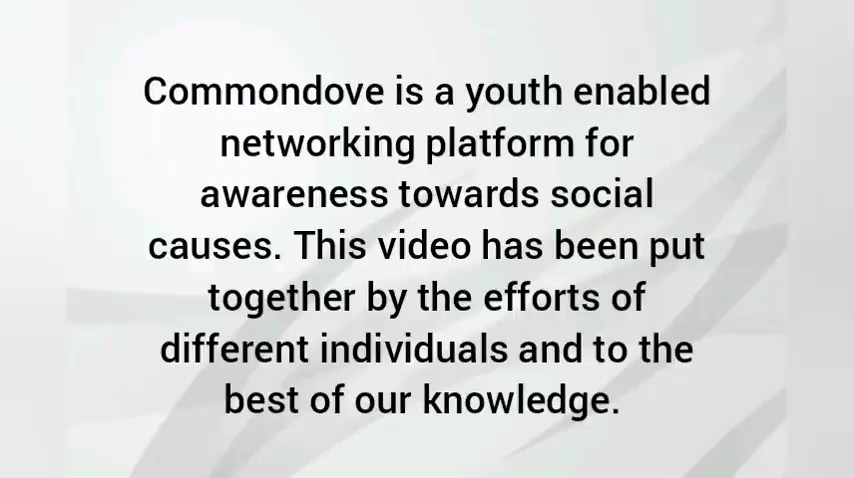 Commondove is a youth enabled
networking platform for
awareness towards social
causes. This video has been put
together by the efforts of
different individuals and to the
best of our knowledge.